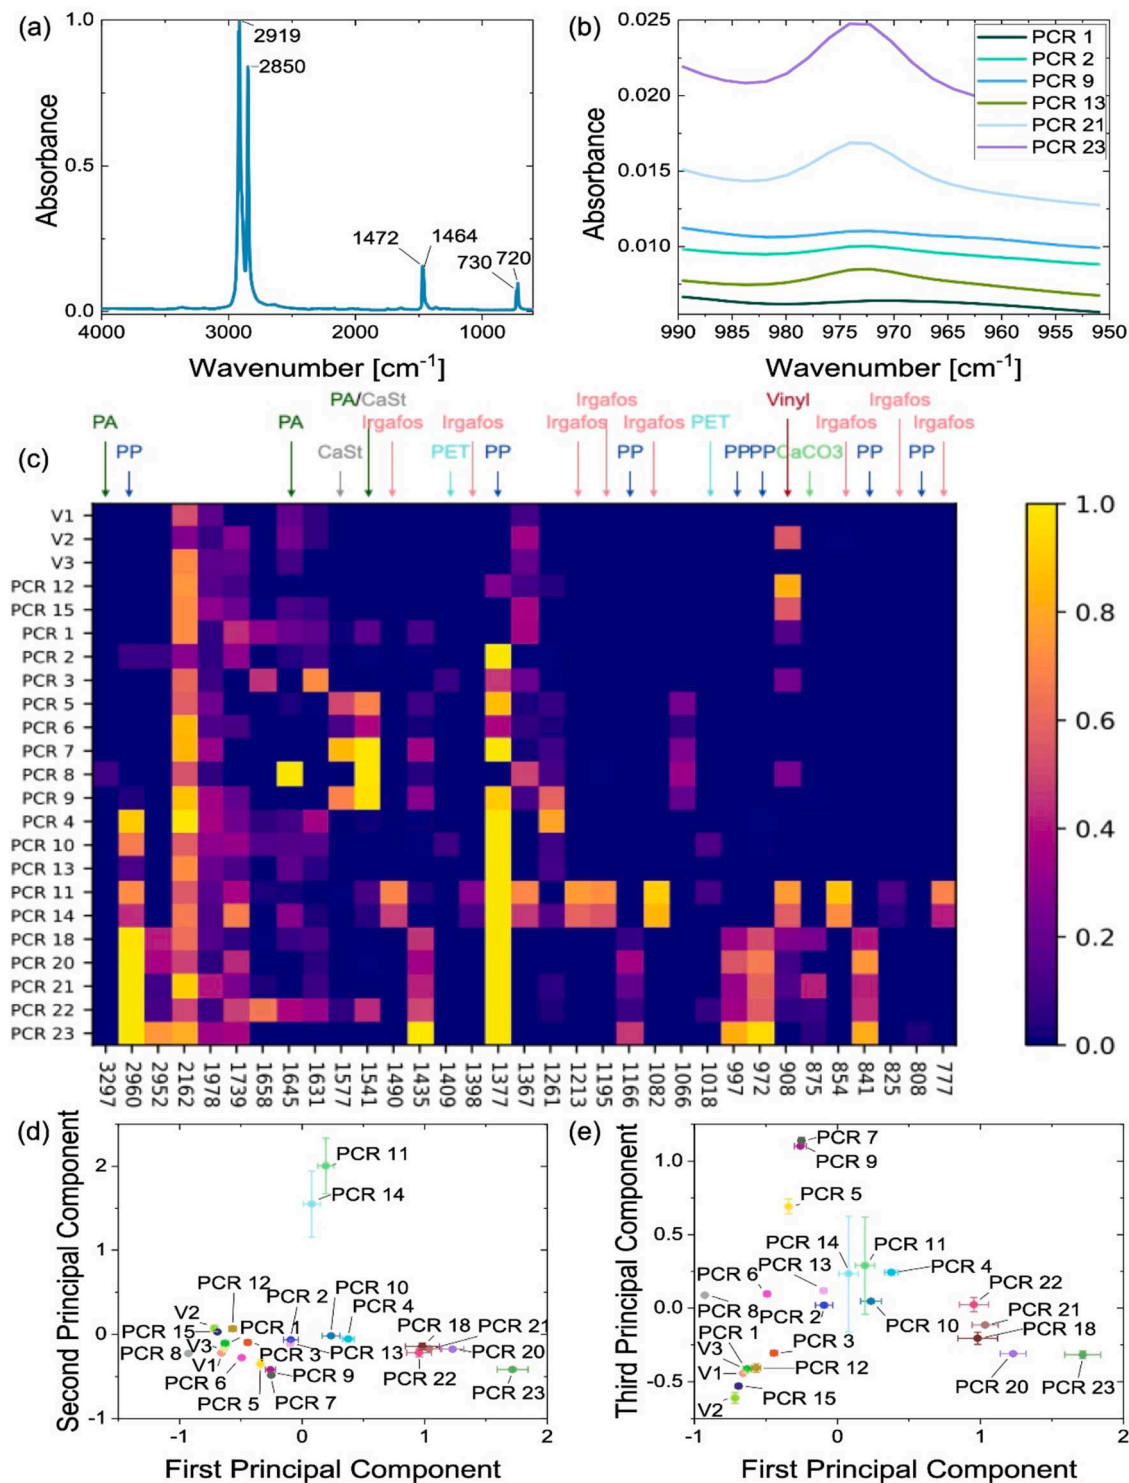 (a)
1.0
2919
2850
0.5
1472
1464
730
720
0.0
4000
3000
2000
1000
Absorbance
Wavenumber [cm-1]
(b)
0.025
0.020
0.015
0.010
990
985
980
975
970
965
960
955
950
Absorbance
Wavenumber [cm-1]
PCR 1
PCR 2
PCR 9
PCR 13
PCR 21
PCR 23
(c)
PA/CaSt
Irgafos
Vinyl
Irgafos
PA
PA
Irgafos
Irgafos
Irgafos
Irgafos
PET
Irgafos
Irgafos
PP
CaSt
PET
PP
PP
PP
PP
CaCO3
PP
PP
V1
V2
V3
PCR 12
PCR 15
PCR 1
PCR 2
PCR 3
PCR 5
PCR 6
PCR 7
PCR 8
PCR 9
PCR 4
PCR 10
PCR 13
PCR 11
PCR 14
PCR 18
PCR 20
PCR 21
PCR 22
PCR 23
3297
2960
2952
2162
1978
1739
1658
1645
1631
1577
1541
1490
1435
1409
1398
1377
1367
1261
1213
1195
1166
1082
1066
1018
997
972
908
875
854
841
825
808
777
1.0
0.8
0.6
0.4
0.2
0.0
(d)
Second Principal Component
2
1
0
-1
PCR 11
PCR 14
PCR 12
PCR 2
PCR 10
V2
PCR 4
PCR 18
PCR 21
PCR 15
PCR 1
PCR 8
V3
PCR 3
PCR 13
PCR 20
V1
PCR 9
PCR 22
PCR 6
PCR 5
PCR 7
PCR 23
-1
0
1
2
First Principal Component
(e)
Third Principal Component
1.0
0.5
0.0
-0.5
PCR 7
PCR 9
PCR 5
PCR 14
PCR 11
PCR 13
PCR 4
PCR 6
PCR 22
PCR 8
PCR 2
PCR 21
PCR 1
PCR 10
PCR 18
V3
PCR 3
V1
PCR 12
PCR 20
PCR 23
PCR 15
V2
-1
0
1
2
First Principal Component